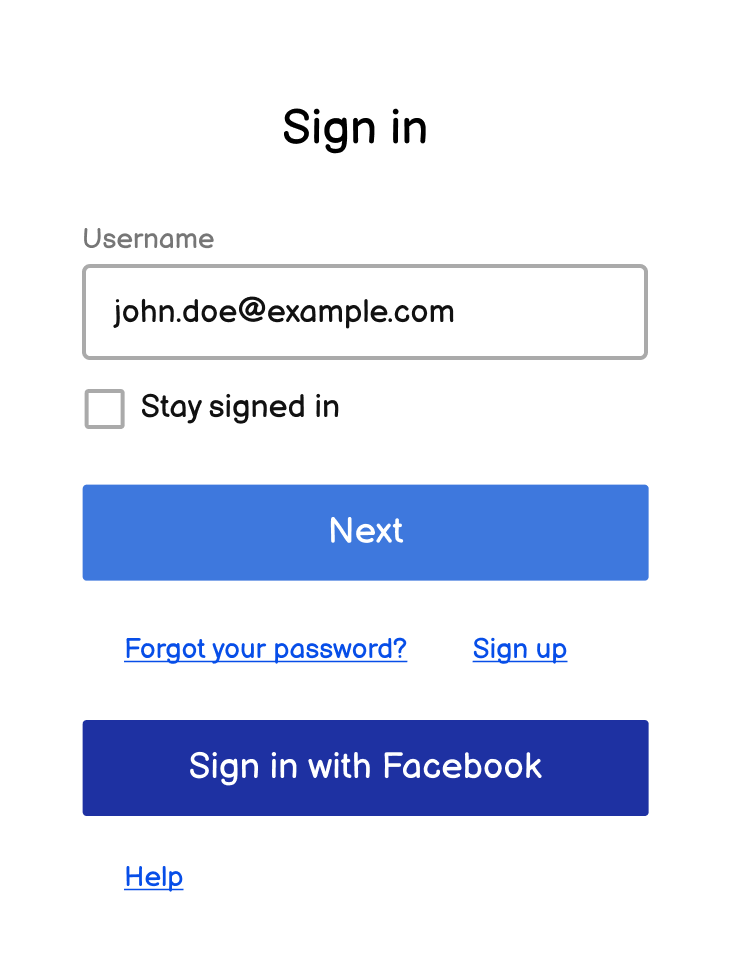 Sign in
Username
john.doe@example.com
Stay signed in
Next
Forgot your password? Sign up
Sign in with Facebook
Help